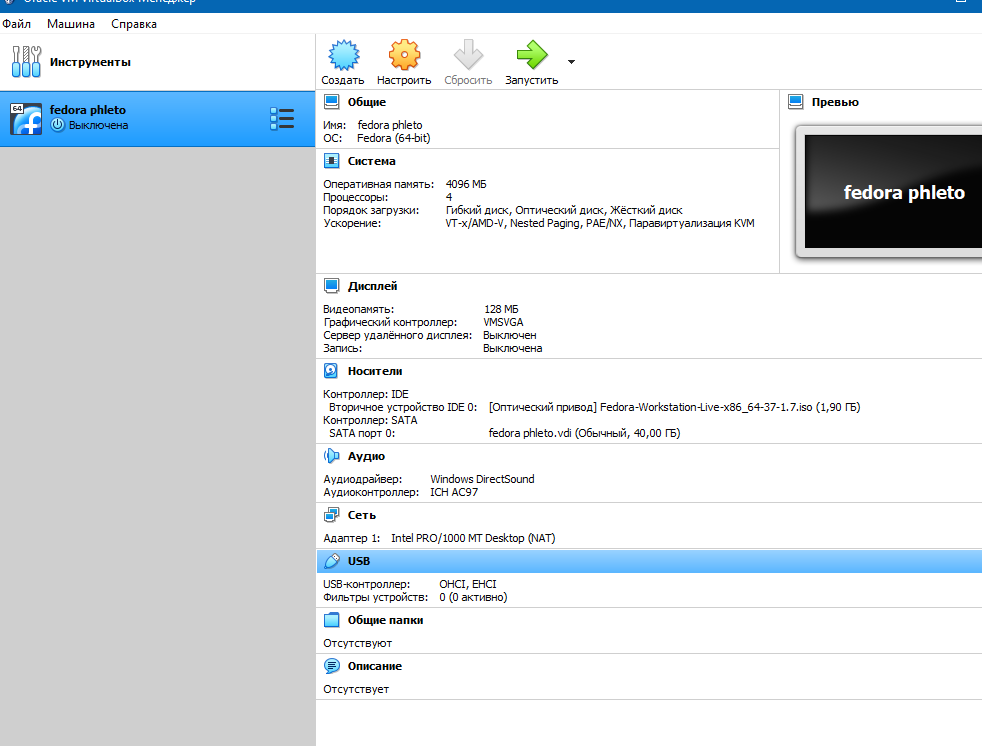 Oracle VM VirtualBox Менеджер
Файл Машина Справка
Инструменты
Создать Настроить Сбросить Запустить
64
fedora phleto
Выключена
Общие
Имя: fedora phleto
ОС: Fedora (64-bit)
Превью
fedora phleto
Система
Оперативная память: 4096 МБ
Процессоры: 4
Порядок загрузки: Гибкий диск, Оптический диск, Жёсткий диск
Ускорение: VT-x/AMD-V, Nested Paging, PAE/NX, Паравиртуализация KVM
Дисплей
Видеопамять: 128 МБ
Графический контроллер: VMSVGA
Сервер удалённого дисплея: Выключен
Запись: Выключена
Носители
Контроллер: IDE
Вторичное устройство IDE 0: [Оптический привод] Fedora-Workstation-Live-x86_64-37-1.7.iso (1,90 ГБ)
Контроллер: SATA
SATA порт 0: fedora phleto.vdi (Обычный, 40,00 ГБ)
Аудио
Аудиодрайвер: Windows DirectSound
Аудиоконтроллер: ICH AC97
Сеть
Адаптер 1: Intel PRO/1000 MT Desktop (NAT)
USB
USB-контроллер: OHCI, EHCI
Фильтры устройств: 0 (0 активно)
Общие папки
Отсутствуют
Описание
Отсутствует